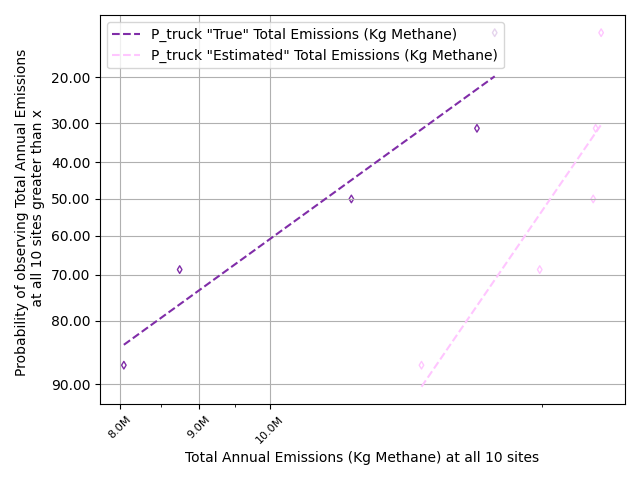 P_truck "True" Total Emissions (Kg Methane)
P_truck "Estimated" Total Emissions (Kg Methane)
Probability of observing Total Annual Emissions
at all 10 sites greater than x
20.00
30.00
40.00
50.00
60.00
70.00
80.00
90.00
8.0M
9.0M
10.0M
Total Annual Emissions (Kg Methane) at all 10 sites